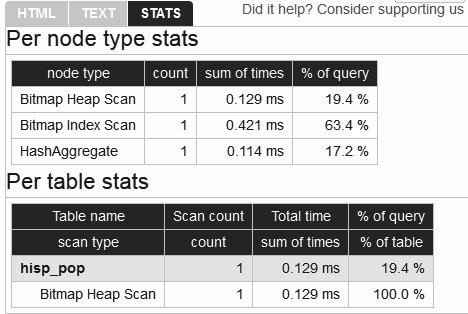 HTML TEXT STATS Did it help? Consider supporting us
Per node type stats
node type count sum of times % of query
Bitmap Heap Scan 1 0.129 ms 19.4 %
Bitmap Index Scan 1 0.421 ms 63.4 %
HashAggregate 1 0.114 ms 17.2 %
Per table stats
Table name Scan count Total time % of query
scan type count sum of times % of table
hisp_pop 1 0.129 ms 19.4 %
Bitmap Heap Scan 1 0.129 ms 100.0 %